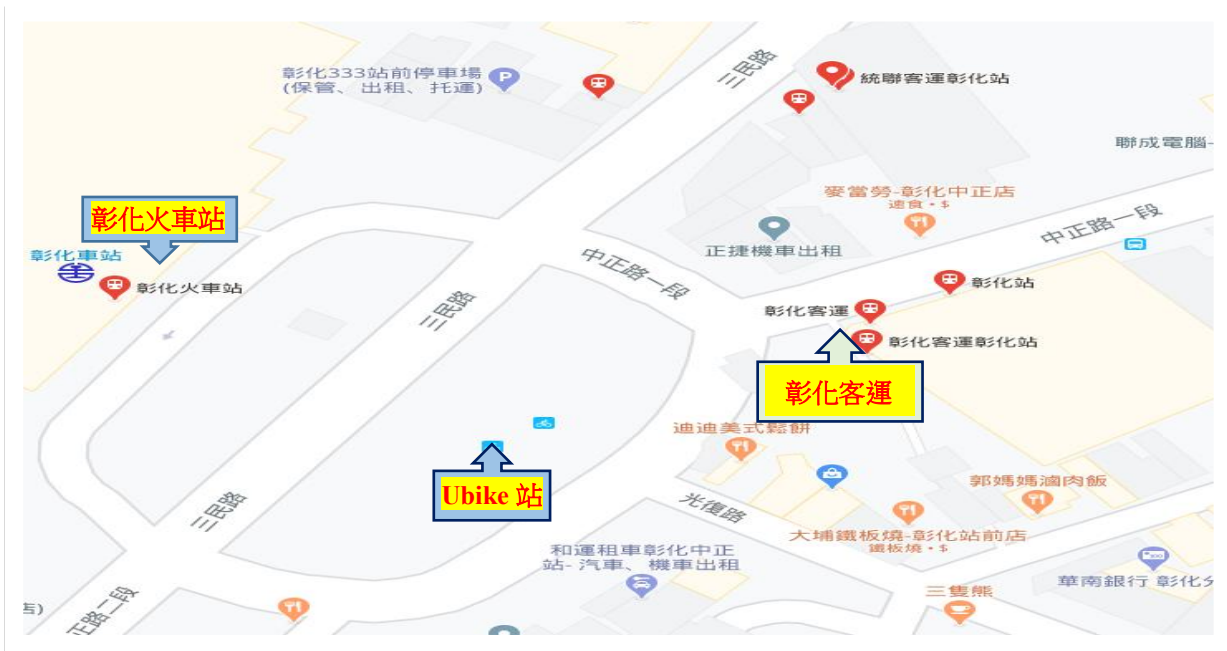 彰化333站前停車場
(保管、出租、托運)
三民路
統聯客運彰化站
聯成電腦-
彰化火車站
彰化車站
彰化火車站
麥當勞-彰化中正店
速食・$
正捷機車出租
中正路一段
中正路一段
彰化站
三民路
彰化客運
彰化客運彰化站
彰化客運
迪迪美式鬆餅
Ubike 站
郭媽媽滷肉飯
光復路
三民路
大埔鐵板燒-彰化站前店
鐵板燒・$
和運租車彰化中正
站- 汽車、機車出租
華南銀行 彰化
三隻熊
店)
正路二段